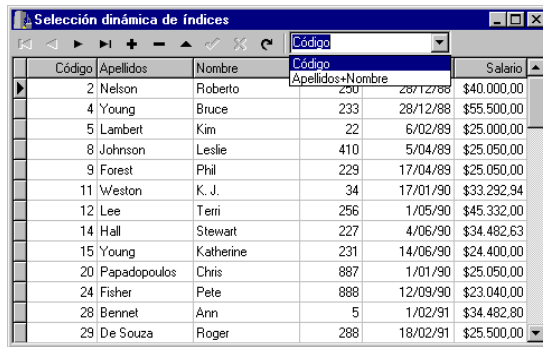 Selección dinámica de índices
Código
Código
Apellidos+Nombre
Código Apellidos Nombre Salario
2 Nelson Roberto 250 28/12/88 $40.000,00
4 Young Bruce 233 28/12/88 $55.500,00
5 Lambert Kim 22 6/02/89 $25.000,00
8 Johnson Leslie 410 5/04/89 $25.050,00
9 Forest Phil 229 17/04/89 $25.050,00
11 Weston K. J. 34 17/01/90 $33.292,94
12 Lee Terri 256 1/05/90 $45.332,00
14 Hall Stewart 227 4/06/90 $34.482,63
15 Young Katherine 231 14/06/90 $24.400,00
20 Papadopoulos Chris 887 1/01/90 $25.050,00
24 Fisher Pete 888 12/09/90 $23.040,00
28 Bennet Ann 5 1/02/91 $34.482,80
29 De Souza Roger 288 18/02/91 $25.500,00